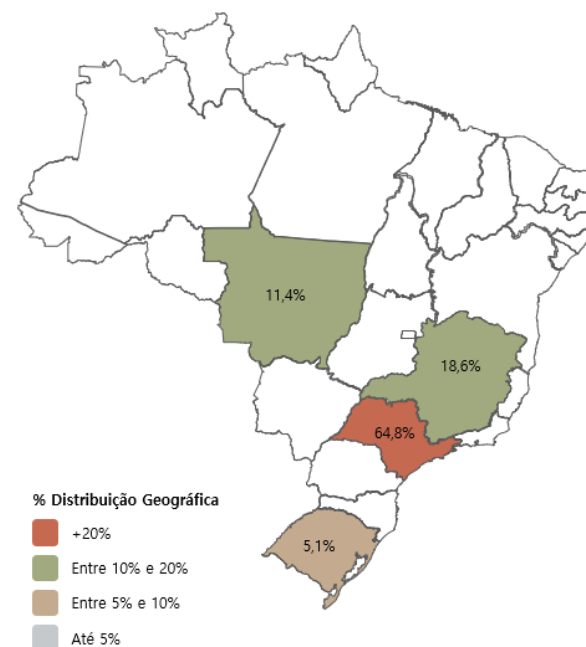 11,4%
18,6%
64,8%
5,1%
% Distribuição Geográfica
+20%
Entre 10% e 20%
Entre 5% e 10%
Até 5%